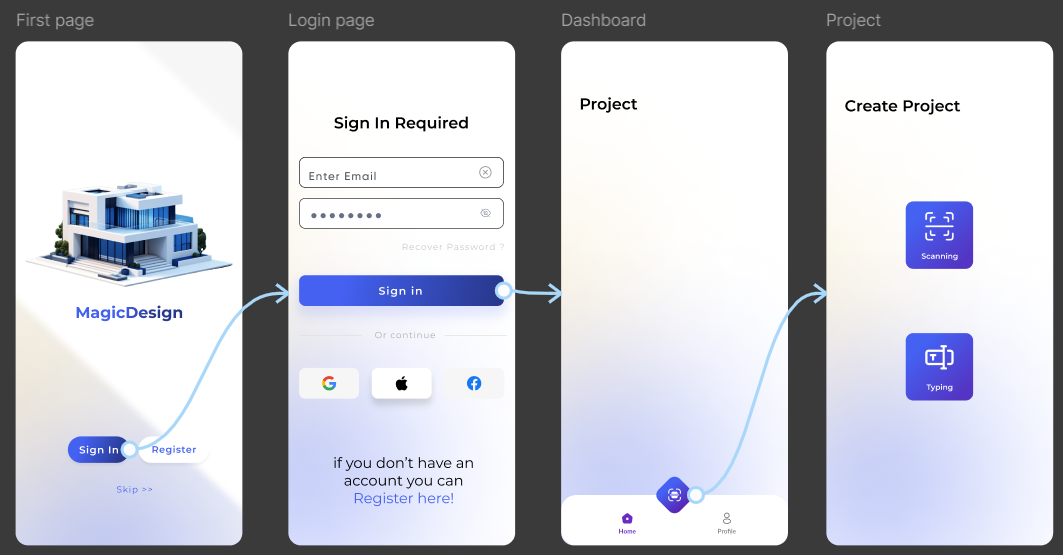 First page
MagicDesign
Sign In
Register
Skip >>
Login page
Sign In Required
Enter Email
Recover Password ?
Sign in
Or continue
if you don't have an
account you can
Register here!
Dashboard
Project
Home
Profile
Project
Create Project
Scanning
T
Typing